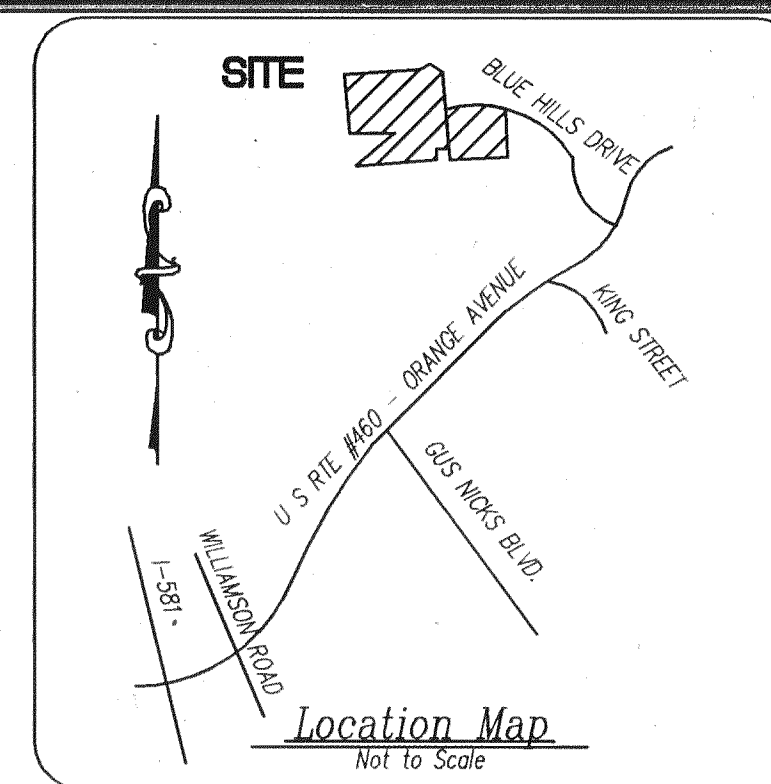 SITE
BLUE HILLS DRIVE
KING STREET
U S RTE #460 - ORANGE AVENUE
GUS NICKS BLVD.
WILLIAMSON ROAD
I-581
Location Map
Not to Scale